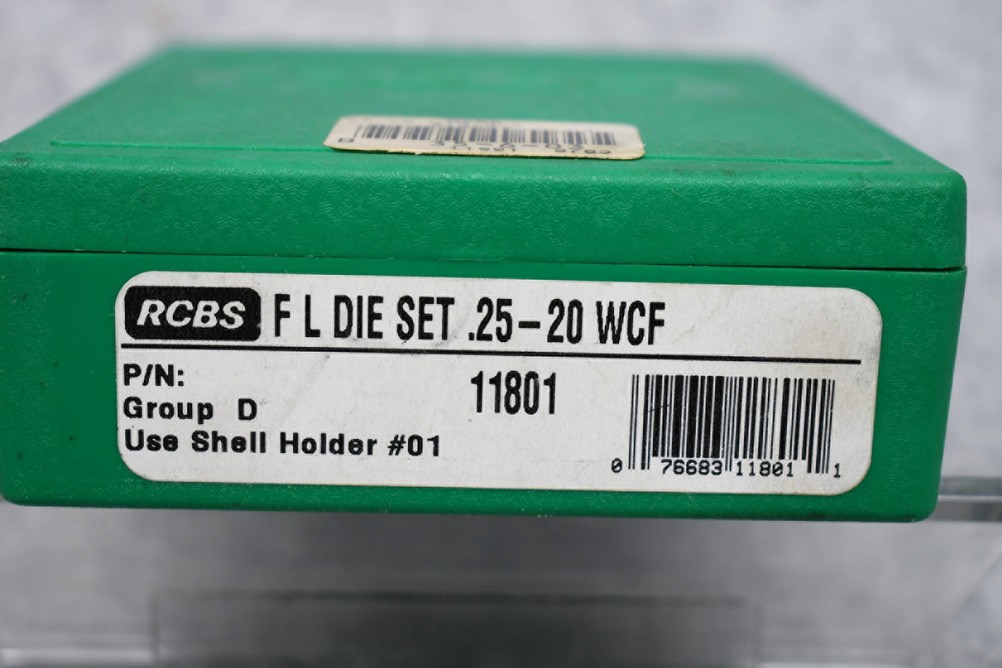 RCBS F L DIE SET .25-20 WCF
P/N: 11801
Group D
Use Shell Holder #01
0 76683 11801 1